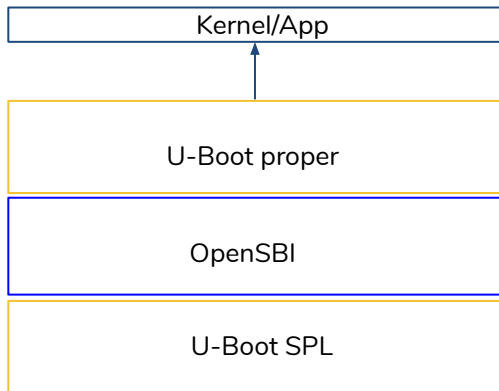 Kernel/App
U-Boot proper
OpenSBI
U-Boot SPL